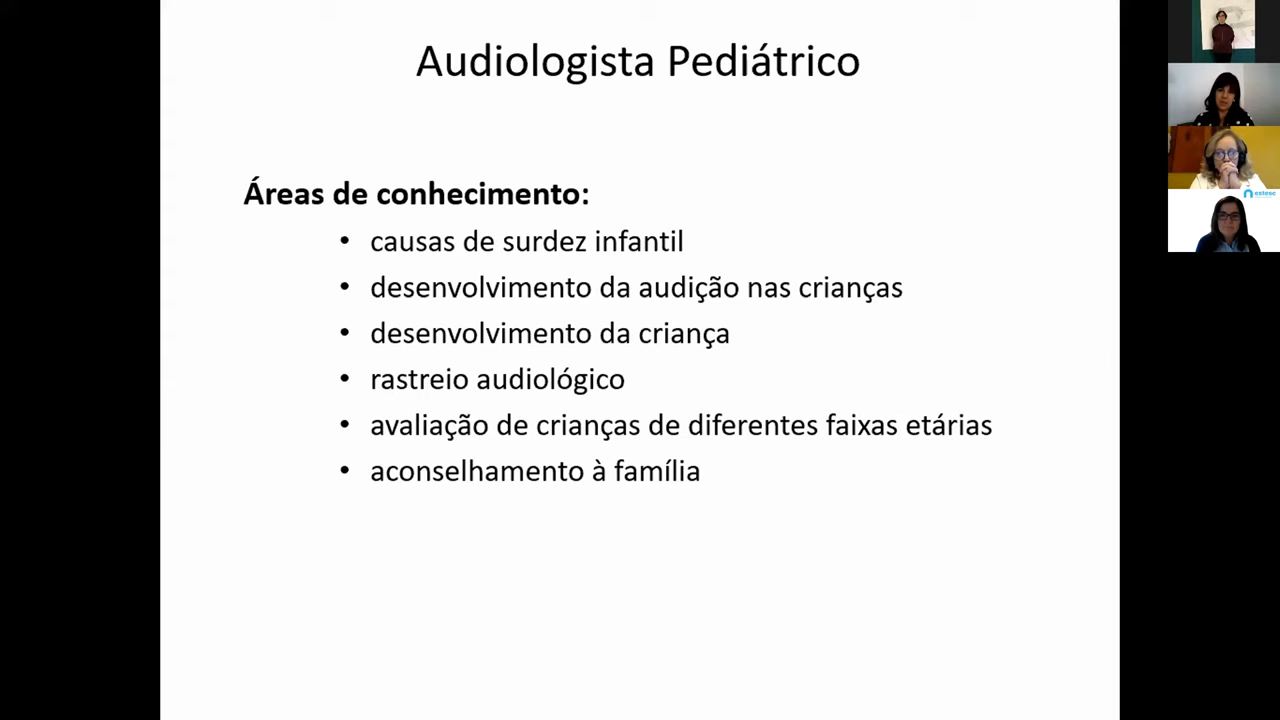 Audiologista Pediátrico
Áreas de conhecimento:
• causas de surdez infantil
• desenvolvimento da audição nas crianças
• desenvolvimento da criança
• rastreio audiológico
• avaliação de crianças de diferentes faixas etárias
• aconselhamento à família
estesc